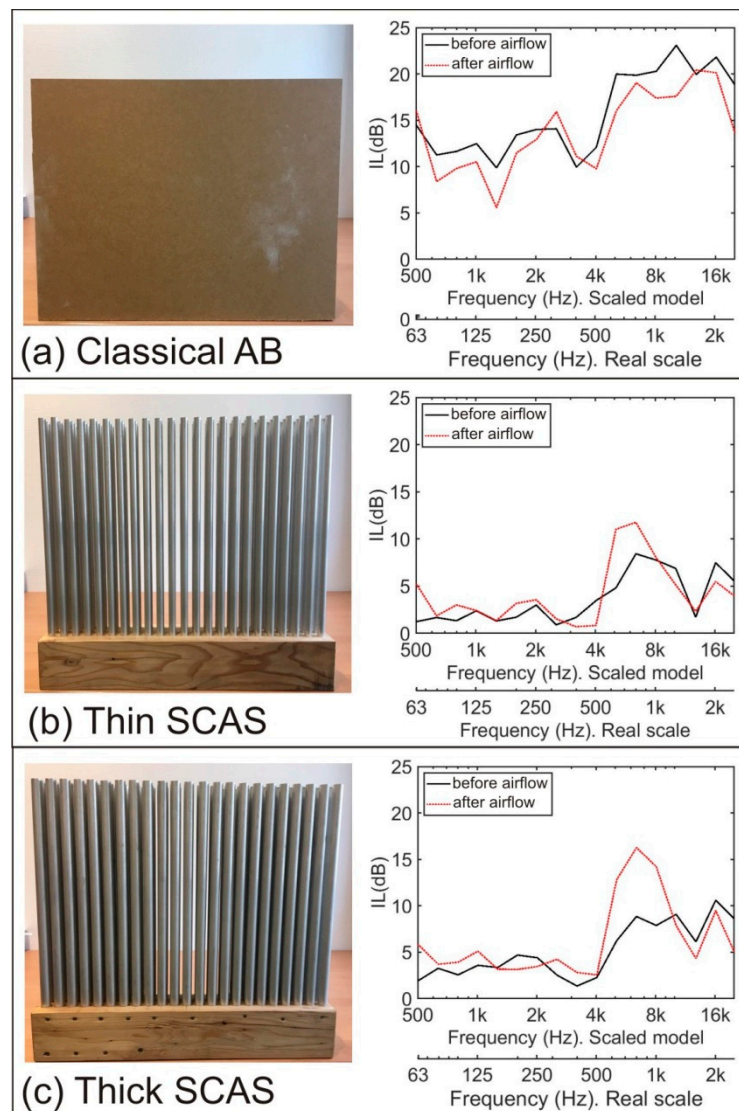 25
20
15
10
5
0
IL(dB)
before airflow
after airflow
500 1k 2k 4k 8k 16k
Frequency (Hz). Scaled model
0
63 125 250 500 1k 2k
Frequency (Hz). Real scale
(a) Classical AB
25
20
15
10
5
0
IL(dB)
before airflow
after airflow
500 1k 2k 4k 8k 16k
Frequency (Hz). Scaled model
63 125 250 500 1k 2k
Frequency (Hz). Real scale
(b) Thin SCAS
25
20
15
10
5
0
IL(dB)
before airflow
after airflow
500 1k 2k 4k 8k 16k
Frequency (Hz). Scaled model
63 125 250 500 1k 2k
Frequency (Hz). Real scale
(c) Thick SCAS